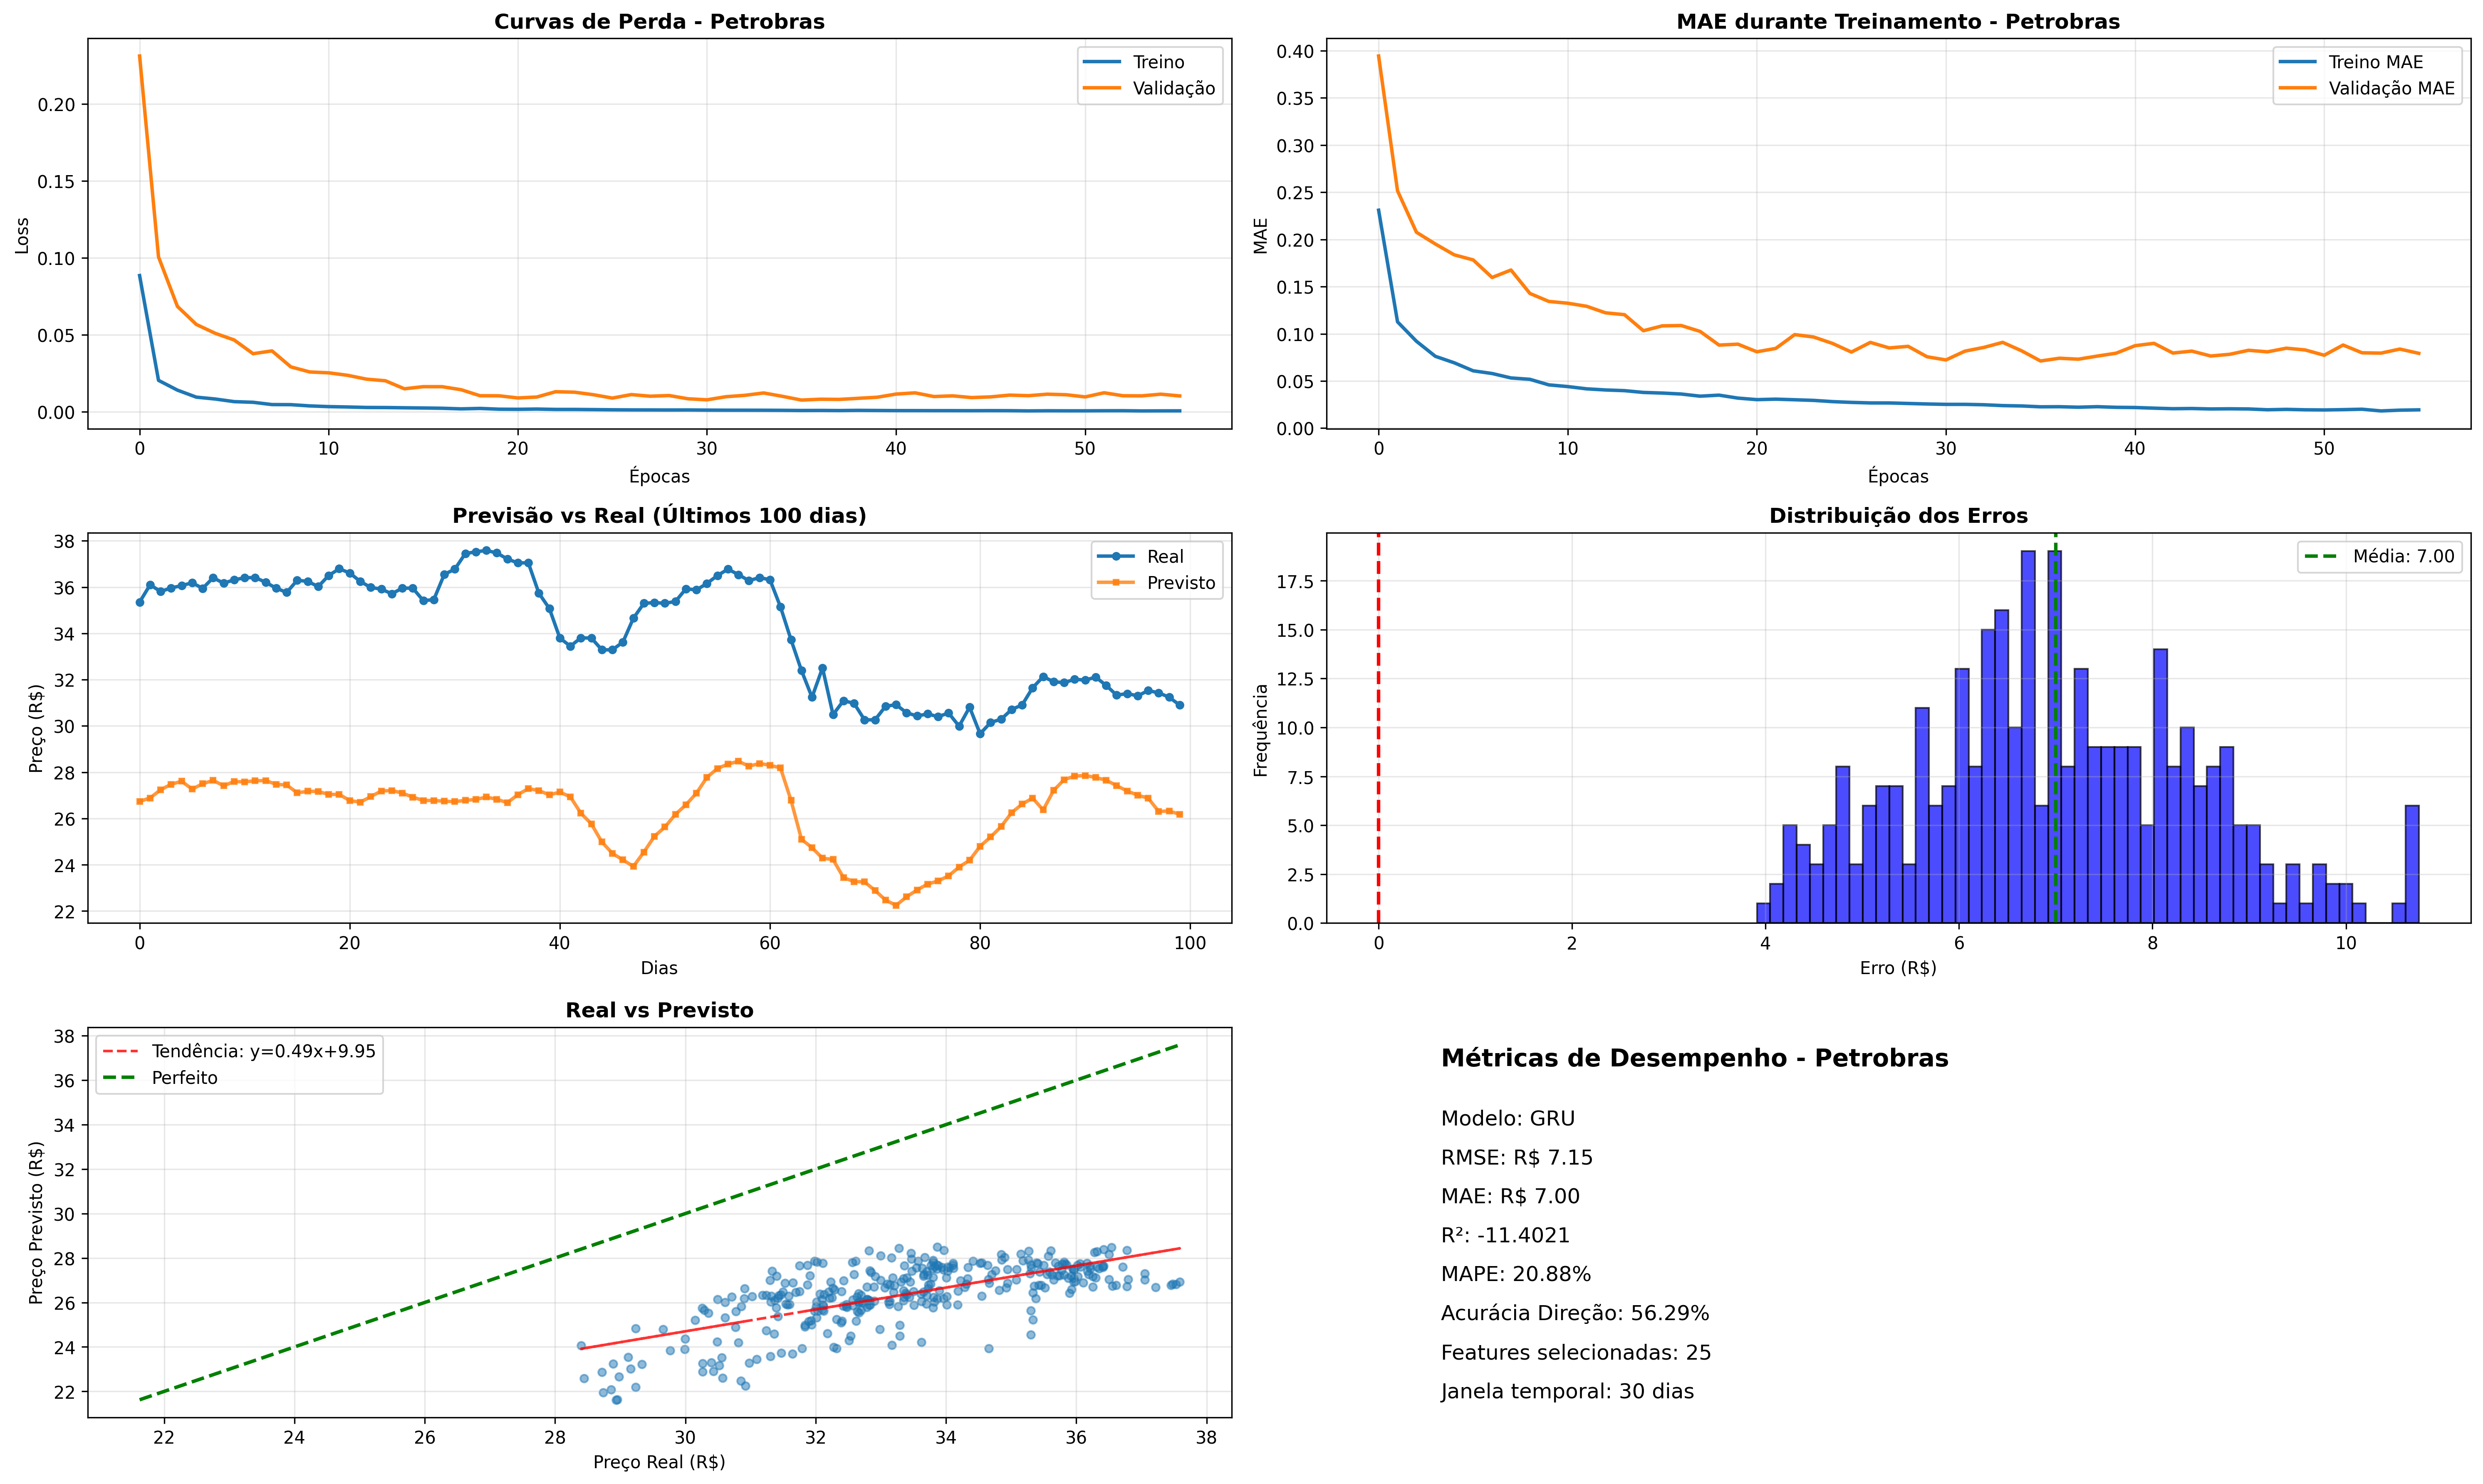 Curvas de Perda - Petrobras
Treino
Validação
0.20
0.15
0.10
0.05
0.00
Loss
0 10 20 30 40 50
Épocas
MAE durante Treinamento - Petrobras
Treino MAE
Validação MAE
0.40
0.35
0.30
0.25
0.20
0.15
0.10
0.05
0.00
MAE
0 10 20 30 40 50
Épocas
Previsão vs Real (Últimos 100 dias)
Real
Previsto
38
36
34
32
30
28
26
24
22
Preço (R$)
0 20 40 60 80 100
Dias
Distribuição dos Erros
Média: 7.00
17.5
15.0
12.5
10.0
7.5
5.0
2.5
0.0
Frequência
0 2 4 6 8 10
Erro (R$)
Real vs Previsto
Tendência: y=0.49x+9.95
Perfeito
38
36
34
32
30
28
26
24
22
Preço Previsto (R$)
22 24 26 28 30 32 34 36 38
Preço Real (R$)
Métricas de Desempenho - Petrobras
Modelo: GRU
RMSE: R$ 7.15
MAE: R$ 7.00
R²: -11.4021
MAPE: 20.88%
Acurácia Direção: 56.29%
Features selecionadas: 25
Janela temporal: 30 dias